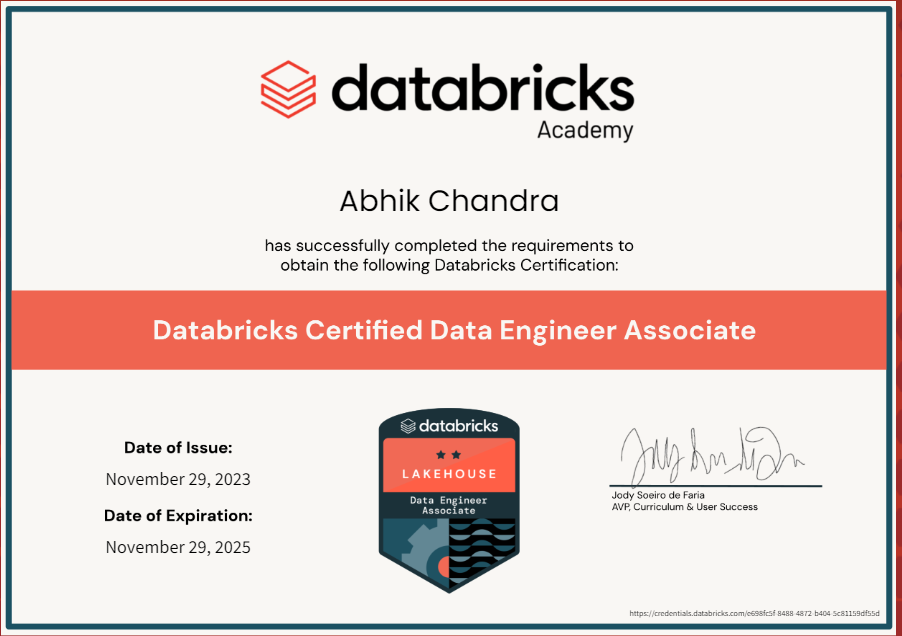 databricks
Academy
Abhik Chandra
has successfully completed the requirements to
obtain the following Databricks Certification:
Databricks Certified Data Engineer Associate
Date of Issue:
November 29, 2023
Date of Expiration:
November 29, 2025
databricks
LAKEHOUSE
Data Engineer
Associate
Jody Soeiro de Faria
AVP, Curriculum & User Success
https://credentials.databricks.com/e698fc5f-8488-4872-b404-5c81159df55d